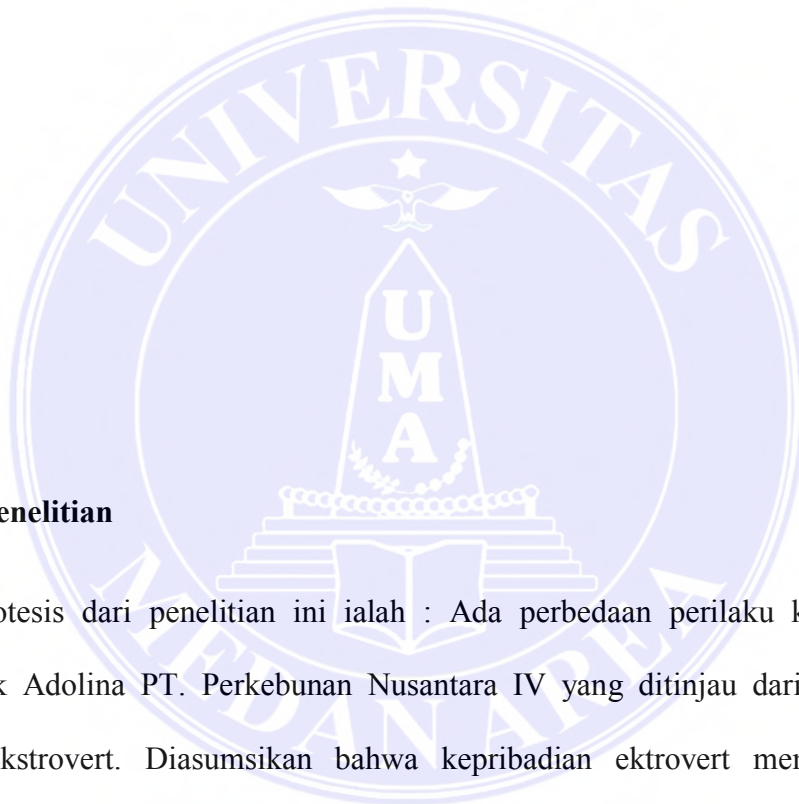 UNIVERSITAS
U
M
A
MEDAN AREA
enelitian
otesis dari penelitian ini ialah : Ada perbedaan perilaku k
k Adolina PT. Perkebunan Nusantara IV yang ditinjau dari
kstrovert. Diasumsikan bahwa kepribadian ektrovert mer